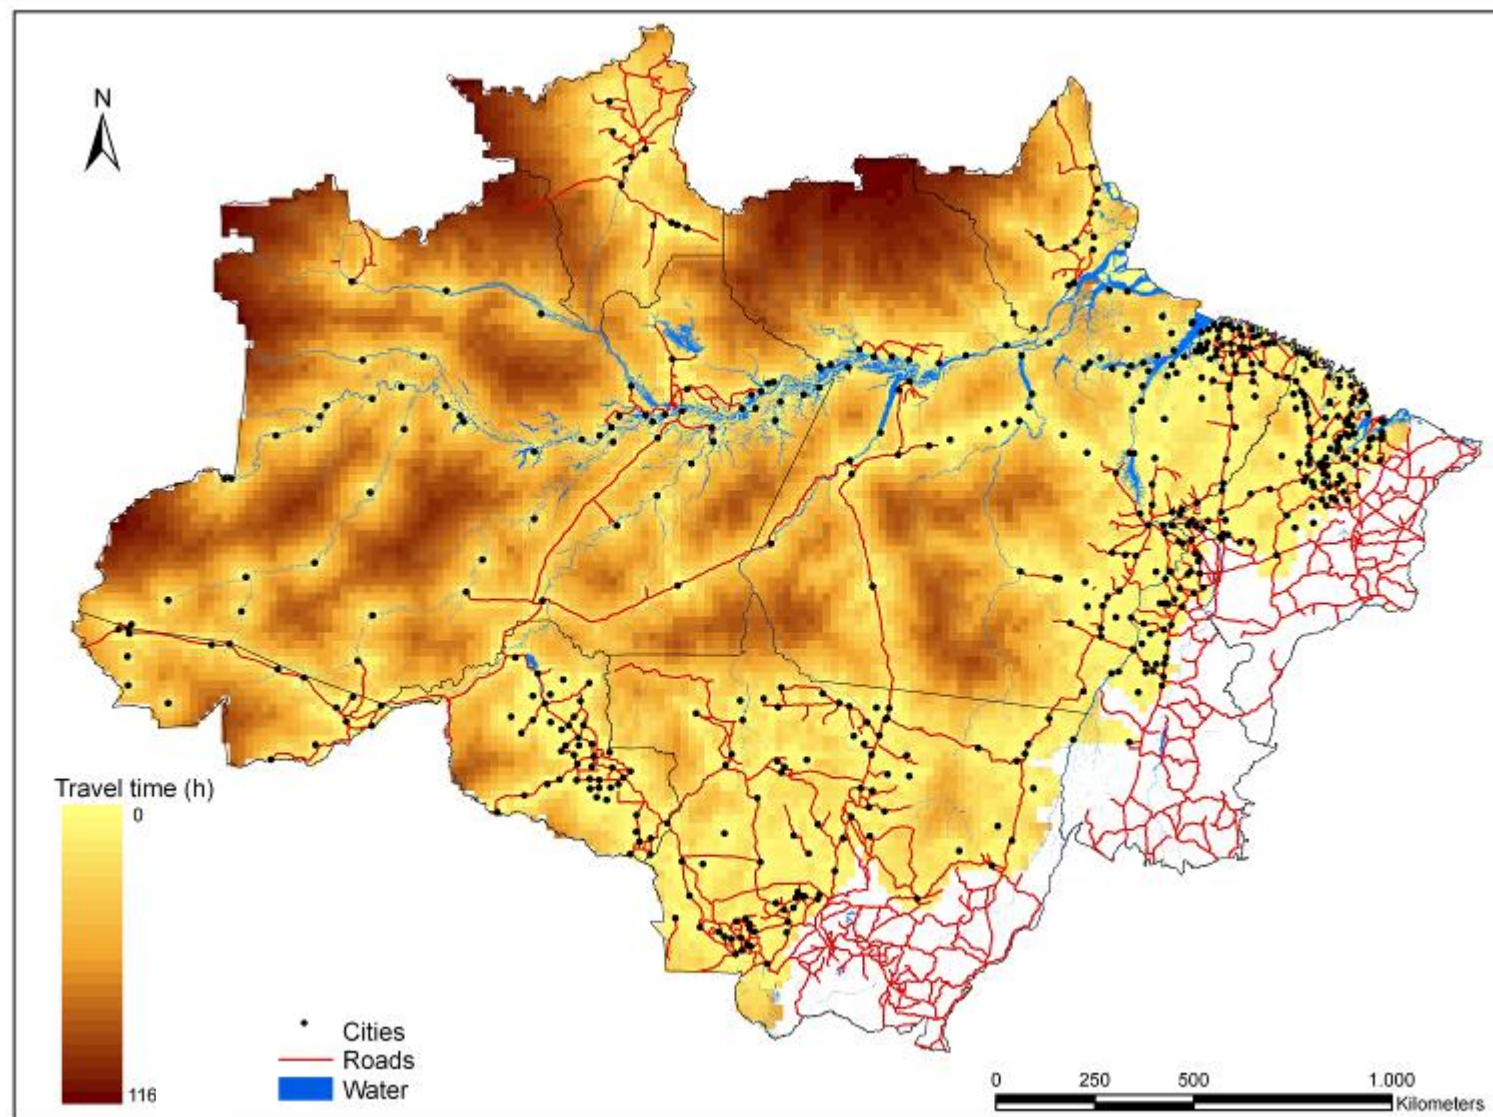 N
Travel time (h)
0
116
Cities
Roads
Water
0 250 500 1.000
Kilometers